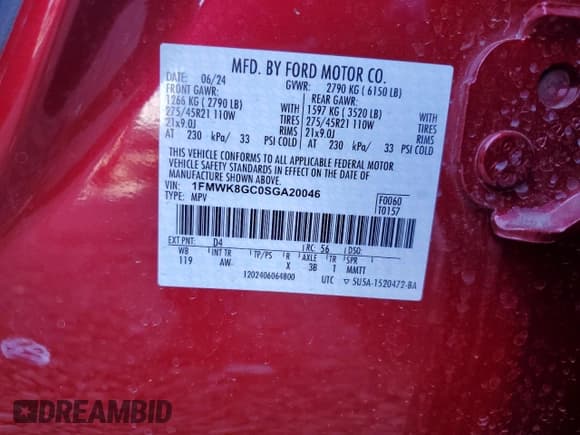 MFD. BY FORD MOTOR CO.
DATE: 06/24 GVWR: 2790 KG ( 6150 LB)
FRONT GAWR: REAR GAWR:
1266 KG ( 2790 LB) WITH 1597 KG ( 3520 LB) WITH
275/45R21 110W TIRES 275/45R21 110W TIRES
21x9.0J RIMS 21x9.0J RIMS
AT 230 kPa/ 33 PSI COLD AT 230 kPa/ 33 PSI COLD
THIS VEHICLE CONFORMS TO ALL APPLICABLE FEDERAL MOTOR
VEHICLE SAFETY STANDARDS IN EFFECT ON THE DATE OF
MANUFACTURE SHOWN ABOVE.
VIN: 1FMWK8GC0SGA20046 F0060
TYPE: MPV T0157
EXT PNT: D4 RC: 56 DSO:
WB INT TR TP/PS R AXLE TR SPR
119 AW- X 3B 1 MMTT
1202406064800 UTC ▽ 5U5A-1520472-BA
DREAMBID